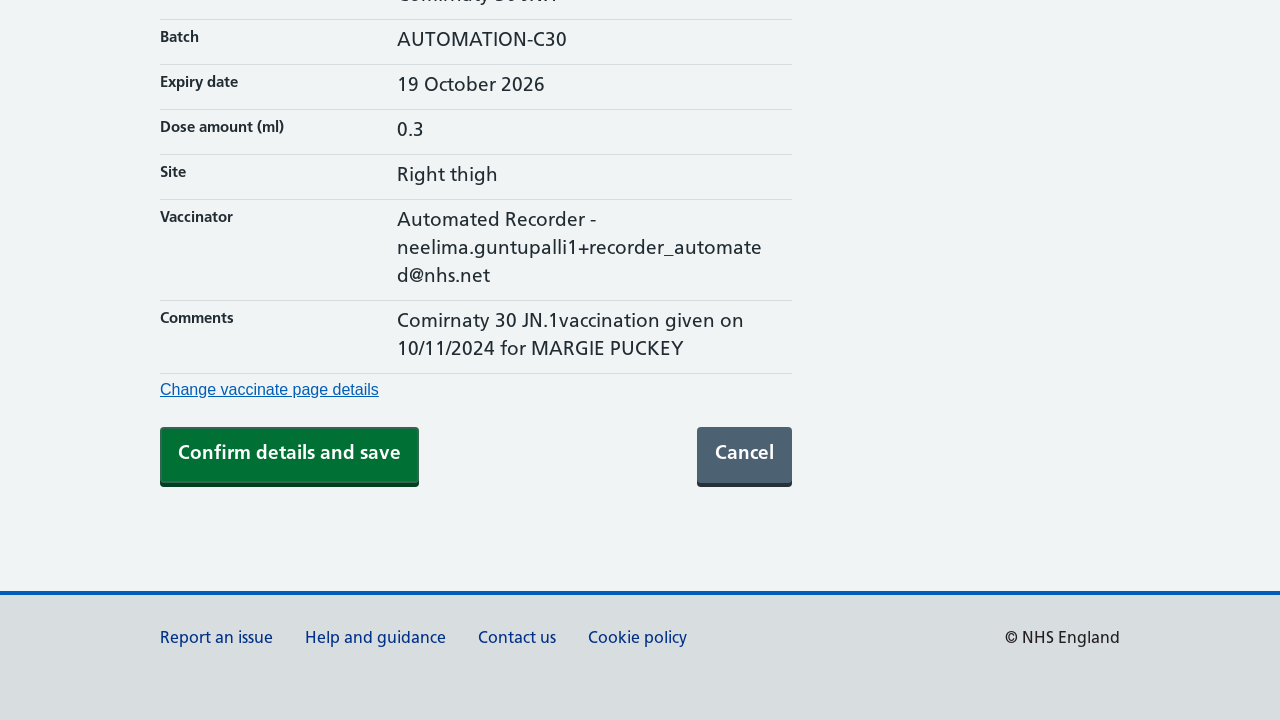 Batch
AUTOMATION-C30
Expiry date
19 October 2026
Dose amount (ml)
0.3
Site
Right thigh
Vaccinator
Automated Recorder -
neelima.guntupalli1+recorder_automate
d@nhs.net
Comments
Comirnaty 30 JN.1vaccination given on
10/11/2024 for MARGIE PUCKEY
Change vaccinate page details
Confirm details and save
Cancel
Report an issue
Help and guidance
Contact us
Cookie policy
© NHS England